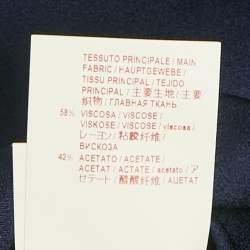 TESSUTO PRINCIPALE / MAIN
FABRIC / HAUPTGEWEBE /
TISSU PRINCIPAL / TEJIDO
PRINCIPAL / 主要生地 / 主要
织物 / ГЛАВНАЯ ТКАНЬ
58% VISCOSA / VISCOSE /
VISKOSE / VISCOSE / viscosa /
レーヨン / 粘胶纤维 /
ВИСКОЗА
42% ACETATO / ACETATE /
ACETAT / ACÉTATE / acetato / ア
セテート / 醋酸纤维 / АЦЕТАТ